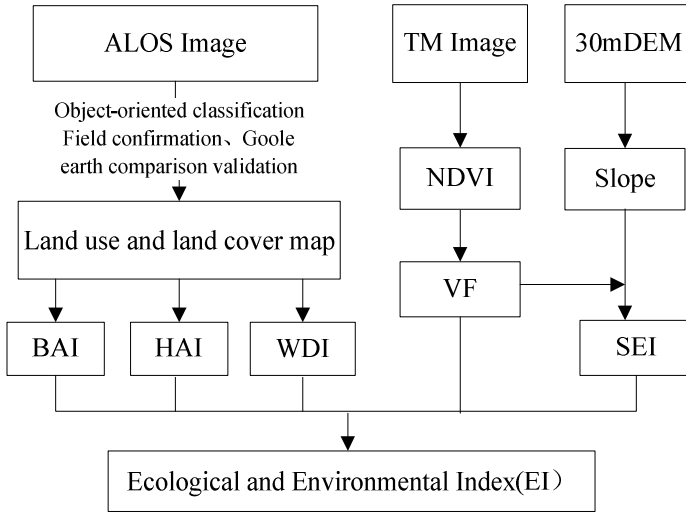 ALOS Image
TM Image
30mDEM
Object-oriented classification
Field confirmation、Goole
earth comparison validation
NDVI
Slope
Land use and land cover map
VF
BAI
HAI
WDI
SEI
Ecological and Environmental Index(EI）